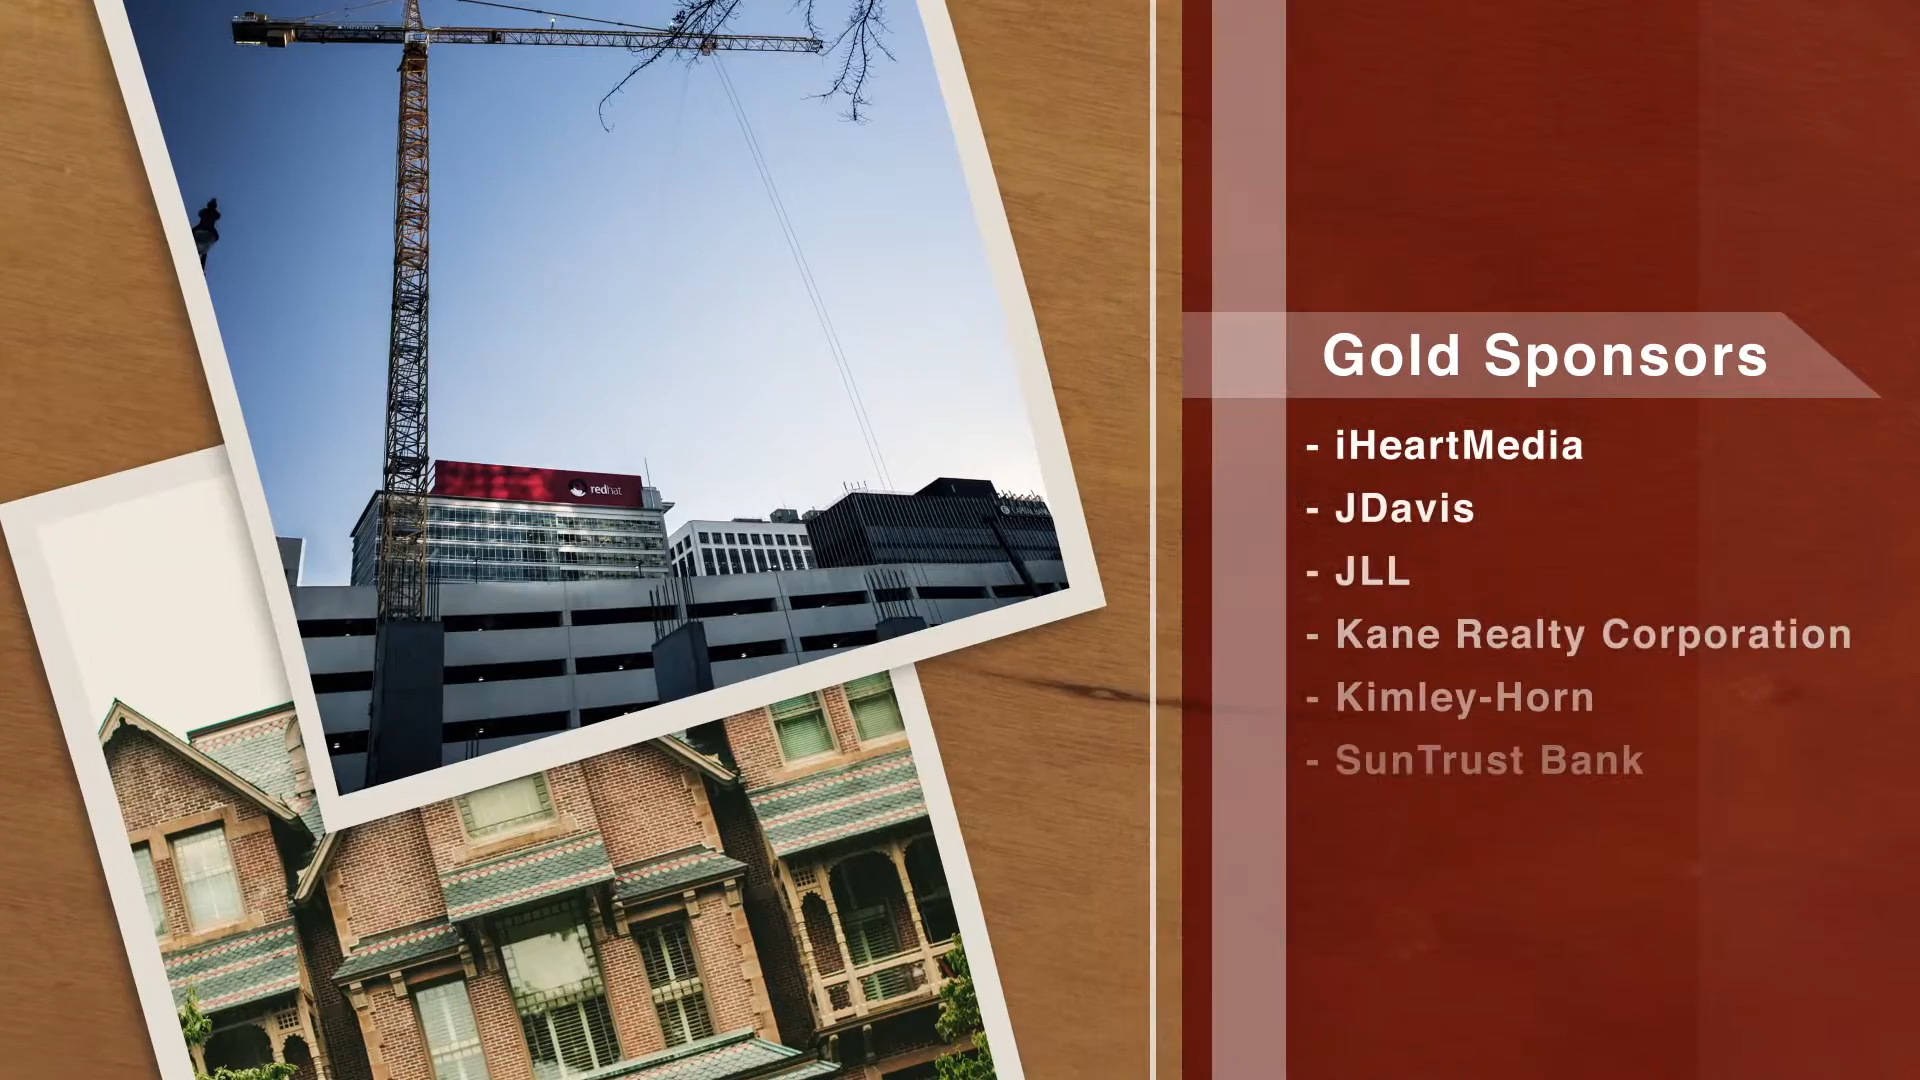 redhat
Gold Sponsors
- iHeartMedia
- JDavis
- JLL
- Kane Realty Corporation
- Kimley-Horn
- SunTrust Bank